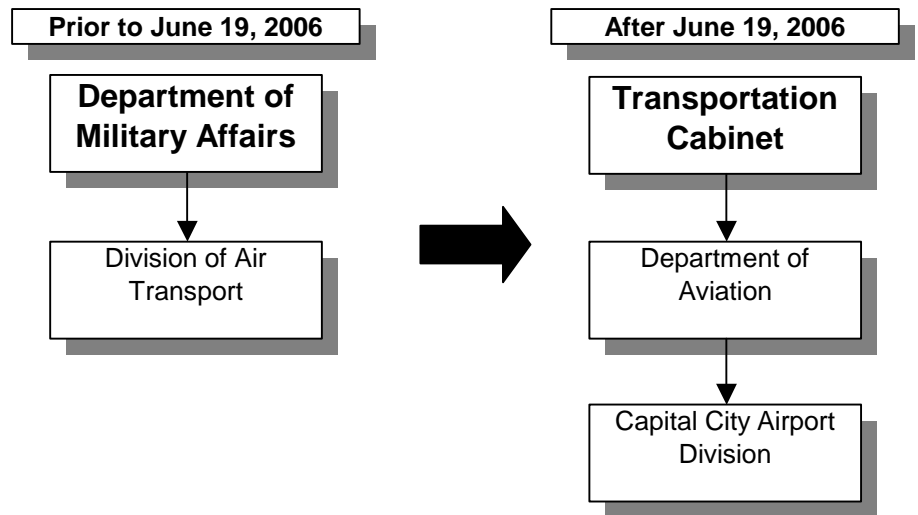 Prior to June 19, 2006
Department of
Military Affairs
Division of Air
Transport
After June 19, 2006
Transportation
Cabinet
Department of
Aviation
Capital City Airport
Division